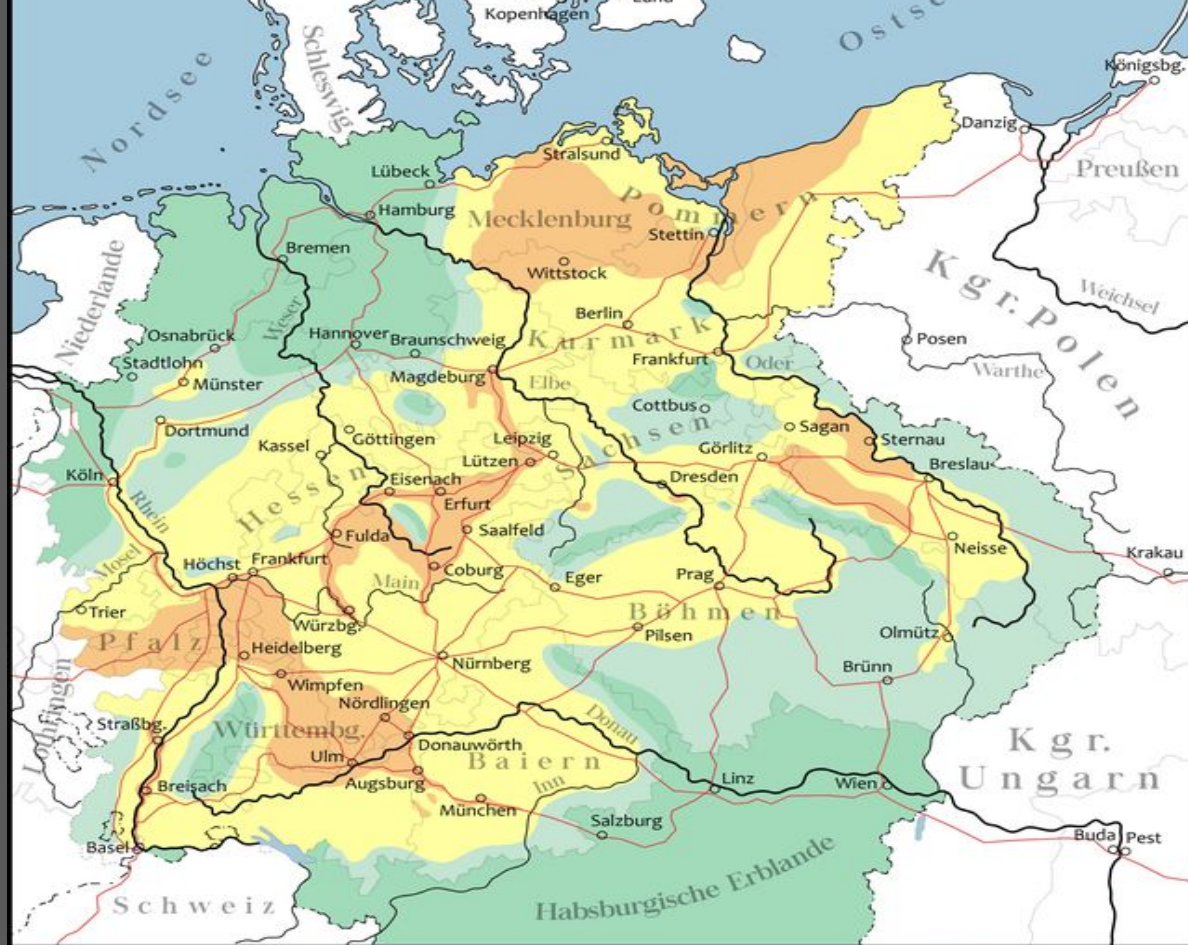 Kopenhagen
Ostse
Schleswig
Nordsee
Königsbg.
Danzig
Stralsund
Preußen
Lübeck
Hamburg
Mecklenburg
Pommern
Stettin
Bremen
Wittstock
Kgr. Polen
Niederlande
Weichsel
Weser
Berlin
Osnabrück
Hannover
Braunschweig
Kurmark
Posen
Stadtlohn
Münster
Magdeburg
Elbe
Frankfurt
Oder
Warthe
Cottbus
Dortmund
Göttingen
Kassel
Leipzig
Sachsen
Sagan
Sternau
Görlitz
Lützen
Breslau
Köln
Hessen
Eisenach
Dresden
Rhein
Erfurt
Fulda
Saalfeld
Neisse
Mosel
Höchst
Frankfurt
Coburg
Krakau
Main
Eger
Prag
Trier
Böhmen
Würzbg.
Pfalz
Pilsen
Olmütz
Heidelberg
Nürnberg
Brünn
Wimpfen
Lothringen
Nördlingen
Straßbg.
Württembg.
Donau
Donauwörth
Kgr.
Ungarn
Ulm
Baiern
Breisach
Augsburg
Inn
Linz
Wien
München
Salzburg
Basel
Buda
Pest
Habsburgische Erblande
Schweiz